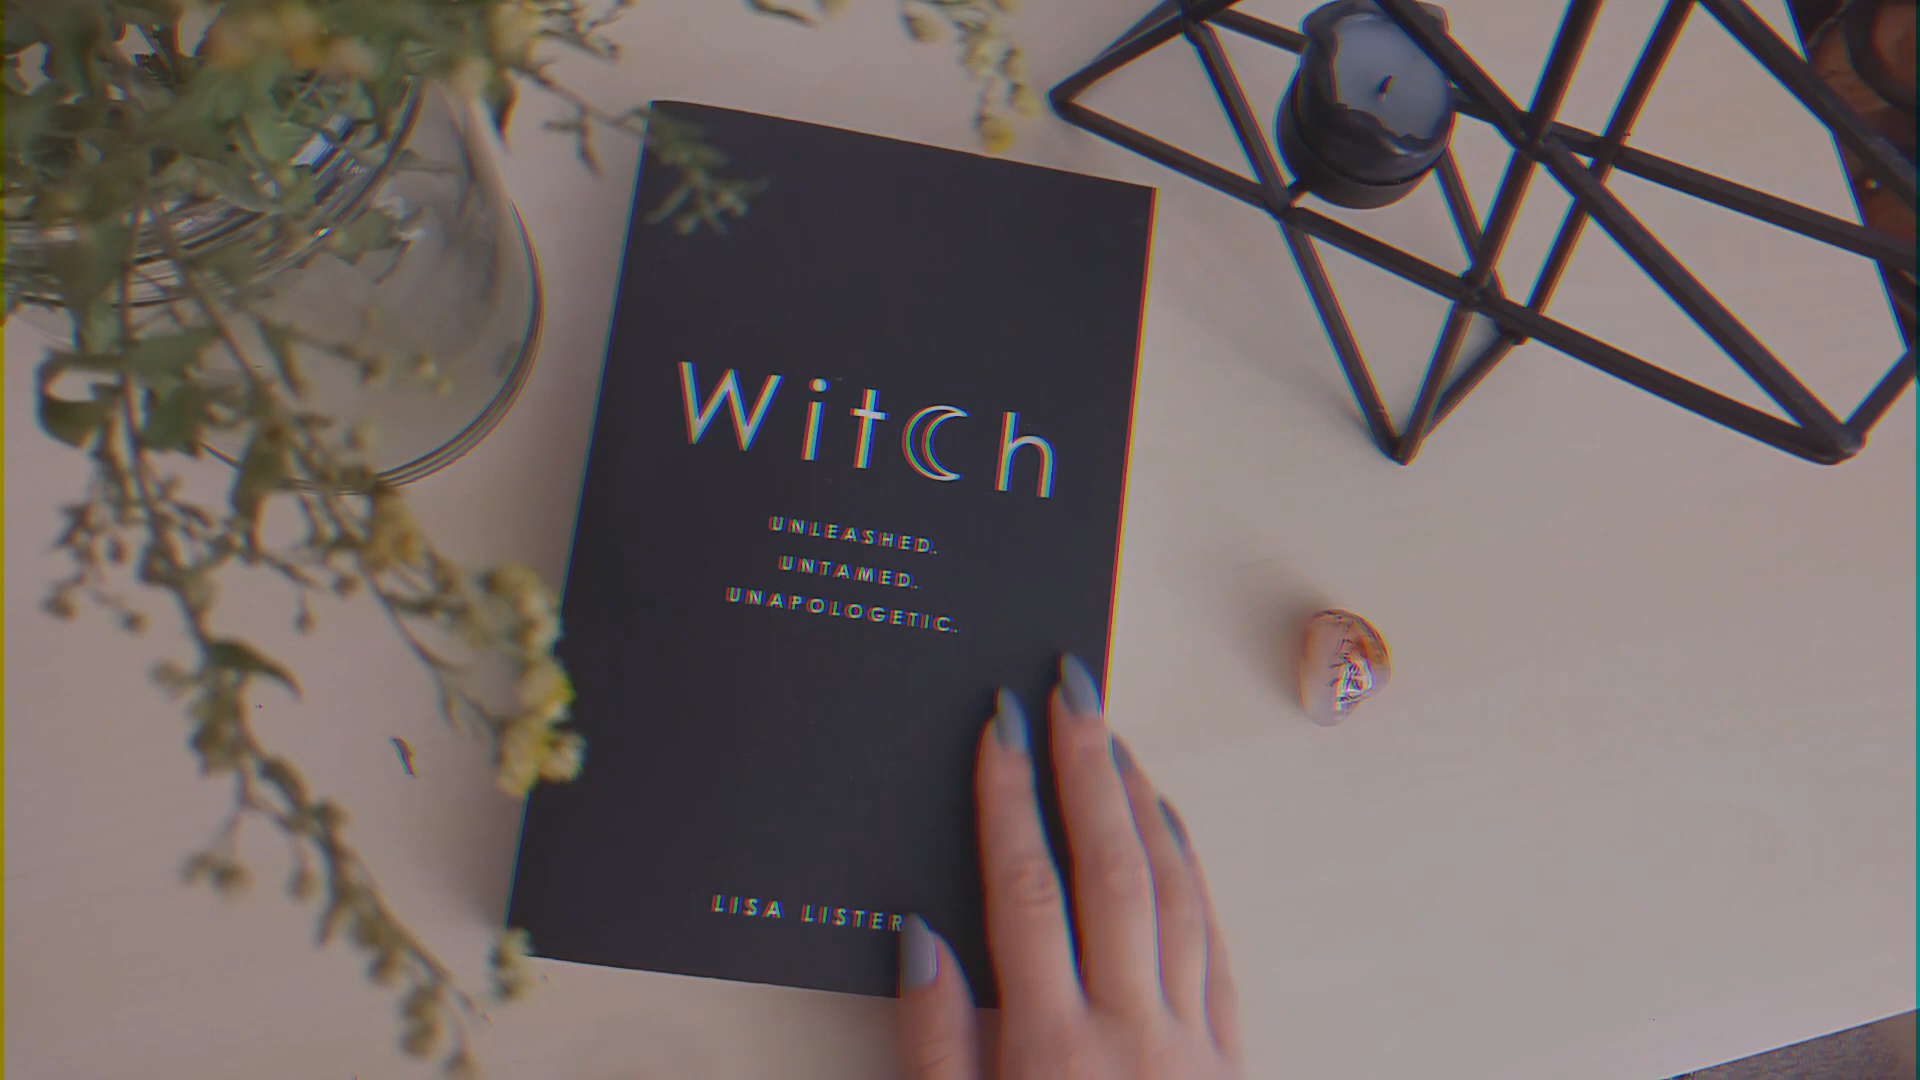 Witch
UNLEASHED.
UNTAMED.
UNAPOLOGETIC.
LISA LISTER